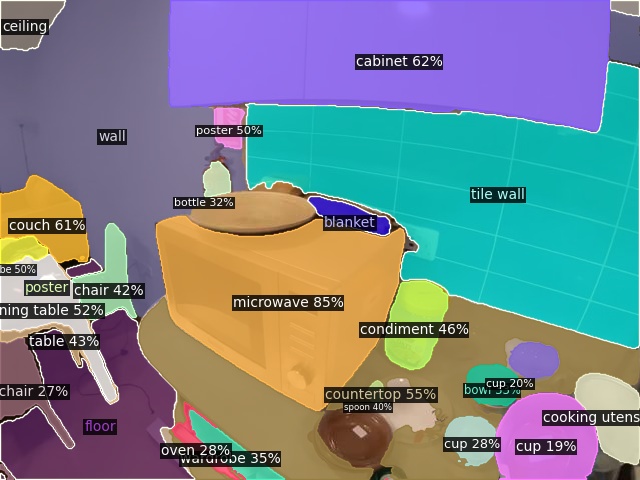 ceiling
cabinet 62%
poster 50%
wall
tile wall
bottle 32%
blanket
couch 61%
be 50%
poster
chair 42%
microwave 85%
ning table 52%
condiment 46%
table 43%
chair 27%
cup 20%
bowl 35%
countertop 55%
spoon 40%
cooking utens
floor
cup 28%
cup 19%
oven 28%
wardrobe 35%